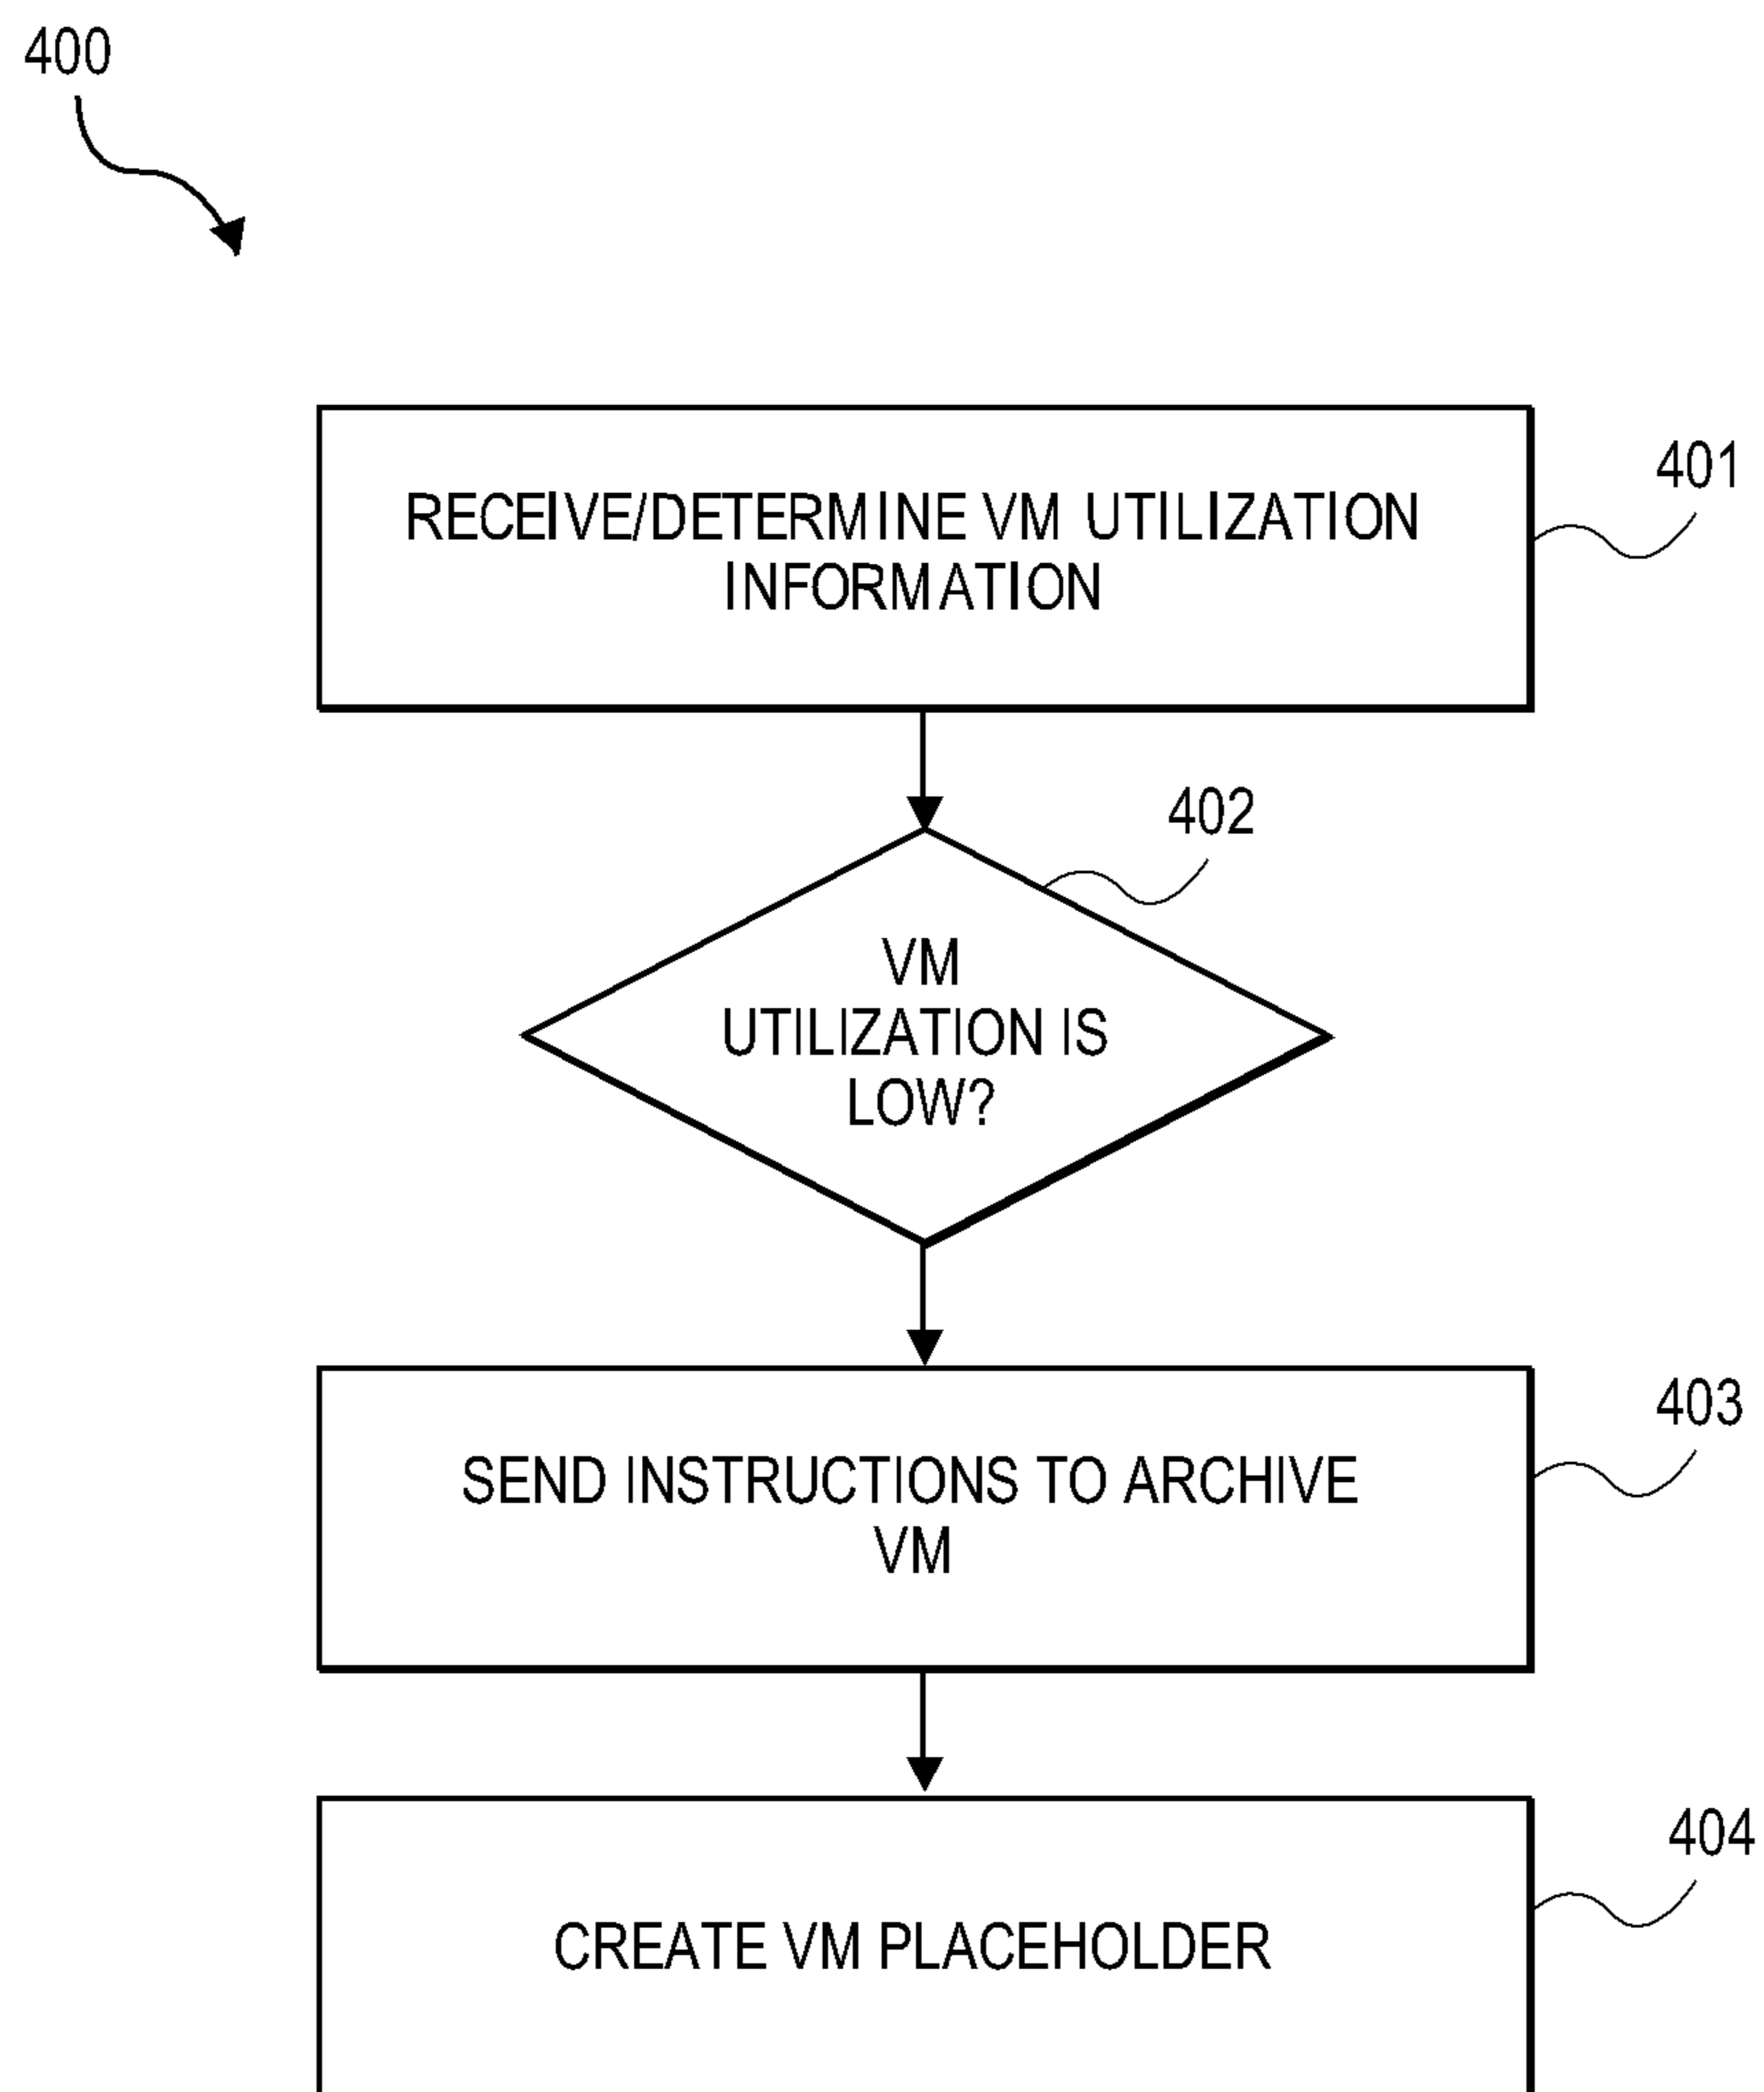 400
RECEIVE/DETERMINE VM UTILIZATION
INFORMATION
401
402
VM
UTILIZATION IS
LOW?
SEND INSTRUCTIONS TO ARCHIVE
VM
403
CREATE VM PLACEHOLDER
404